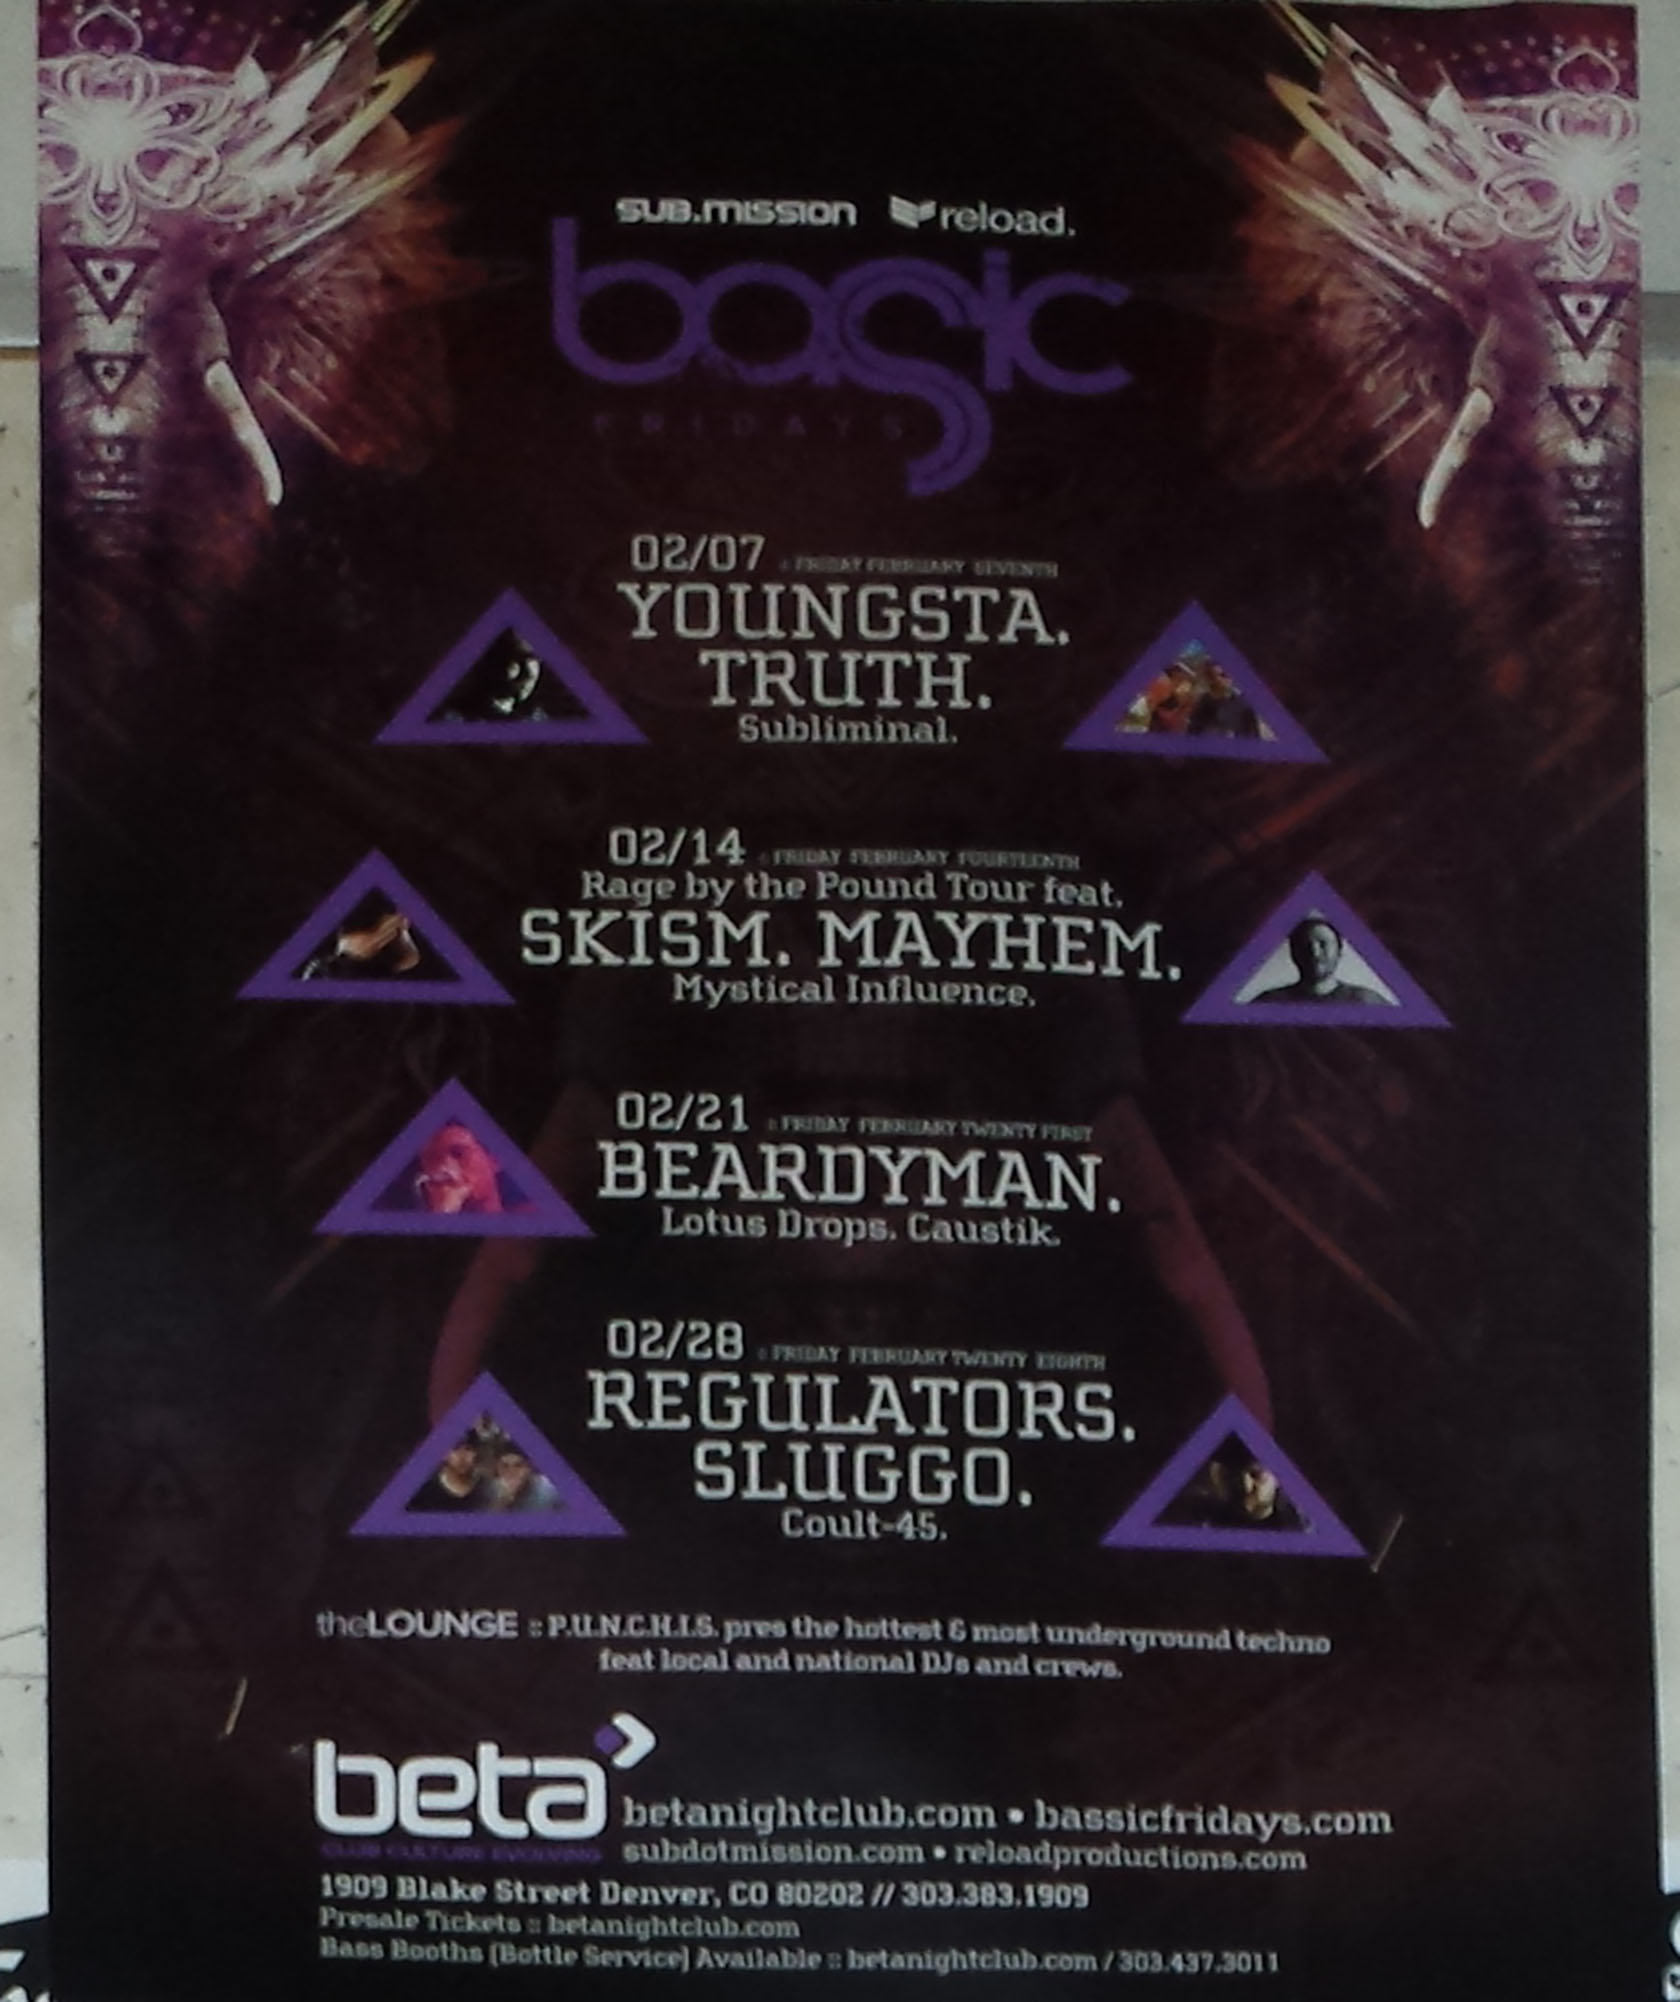 SUB.MISSION reload.
bassic
FRIDAYS
02/07 :: FRIDAY FEBRUARY SEVENTH
YOUNGSTA.
TRUTH.
Subliminal.
02/14 :: FRIDAY FEBRUARY FOURTEENTH
Rage by the Pound Tour feat.
SKISM. MAYHEM.
Mystical Influence.
02/21 :: FRIDAY FEBRUARY TWENTY FIRST
BEARDYMAN.
Lotus Drops. Caustik.
02/28 :: FRIDAY FEBRUARY TWENTY EIGHTH
REGULATORS.
SLUGGO.
Coult-45.
theLOUNGE :: P.U.N.C.H.I.S. pres the hottest & most underground techno
feat local and national DJs and crews.
beta
betanightclub.com • bassicfridays.com
CLUB CULTURE EVOLVING
subdotmission.com • reloadproductions.com
1909 Blake Street Denver, CO 80202 // 303.383.1909
Presale Tickets :: betanightclub.com
Bass Booths (Bottle Service) Available :: betanightclub.com / 303.437.3011